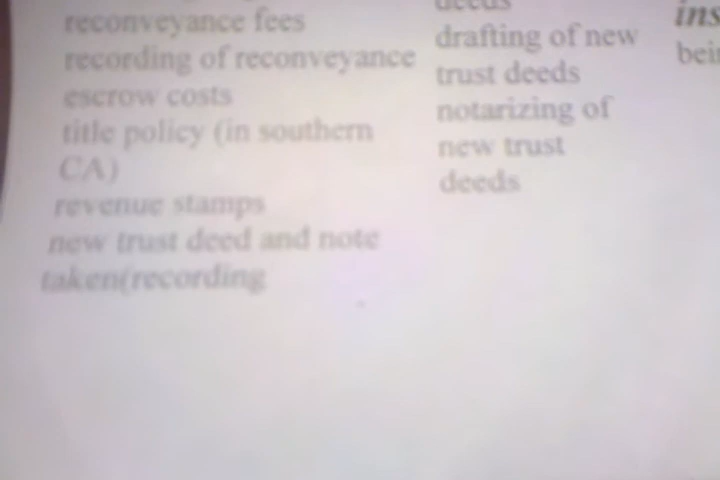 reconveyance fees
recording of reconveyance
escrow costs
title policy (in southern
CA)
revenue stamps
new trust deed and note
taken(recording
deeds
drafting of new
trust deeds
notarizing of
new trust
deeds